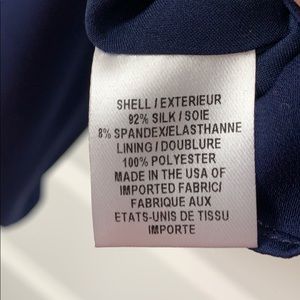 SHELL / EXTERIEUR
92% SILK / SOIE
8% SPANDEX/ELASTHANNE
LINING / DOUBLURE
100% POLYESTER
MADE IN THE USA OF
IMPORTED FABRIC/
FABRIQUE AUX
ETATS-UNIS DE TISSU
IMPORTE